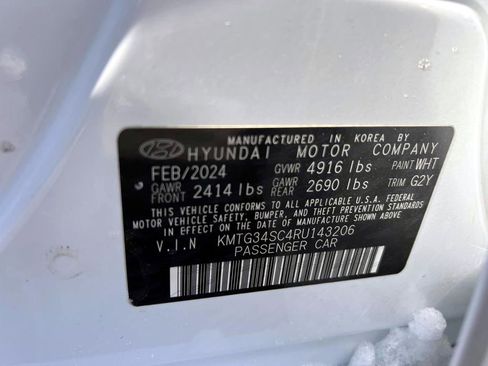 MANUFACTURED IN KOREA BY
HYUNDAI MOTOR COMPANY
FEB/2024 GVWR 4916 lbs PAINT WHT
GAWR FRONT 2414 lbs GAWR REAR 2690 lbs TRIM G2Y
THIS VEHICLE CONFORMS TO ALL APPLICABLE FEDERAL
MOTOR VEHICLE SAFETY, BUMPER, AND THEFT PREVENTION STANDARDS
IN EFFECT ON THE DATE OF MANUFACTURE SHOWN ABOVE.
V.I.N KMTG34SC4RU143206
PASSENGER CAR